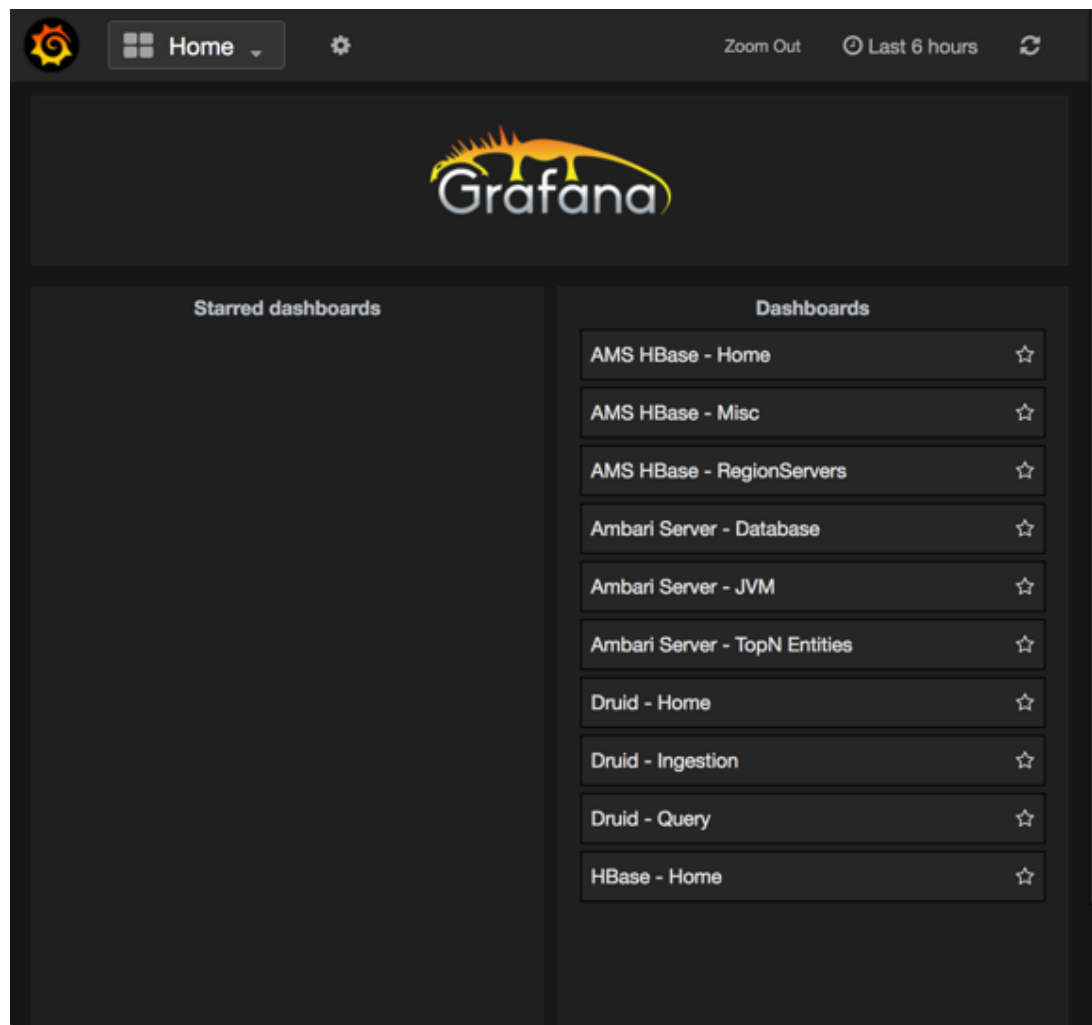 Home
Zoom Out
Last 6 hours
Grafana
Starred dashboards
Dashboards
AMS HBase - Home
AMS HBase - Misc
AMS HBase - RegionServers
Ambari Server - Database
Ambari Server - JVM
Ambari Server - TopN Entities
Druid - Home
Druid - Ingestion
Druid - Query
HBase - Home